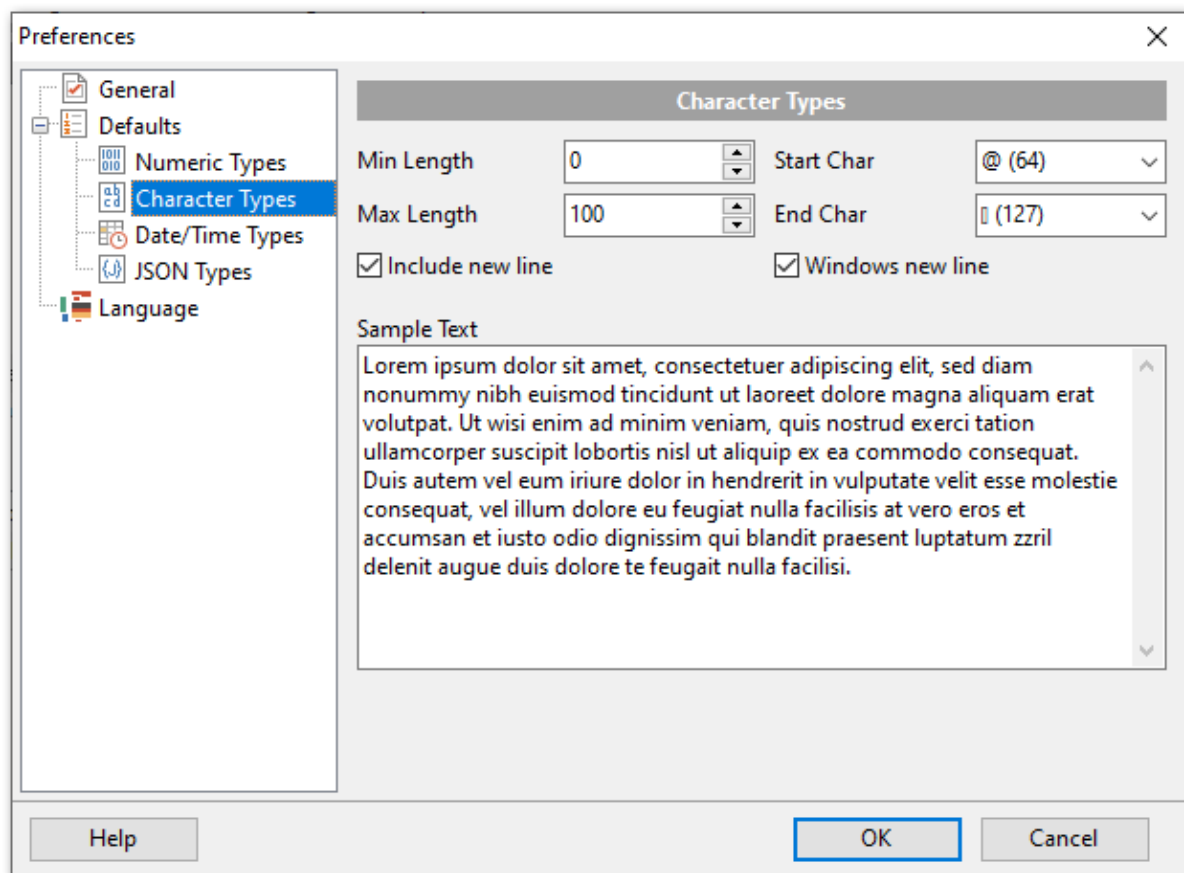 Preferences
General
Defaults
Numeric Types
Character Types
Date/Time Types
JSON Types
Language
Character Types
Min Length 0 Start Char @ (64)
Max Length 100 End Char ▯ (127)
Include new line Windows new line
Sample Text
Lorem ipsum dolor sit amet, consectetuer adipiscing elit, sed diam
nonummy nibh euismod tincidunt ut laoreet dolore magna aliquam erat
volutpat. Ut wisi enim ad minim veniam, quis nostrud exerci tation
ullamcorper suscipit lobortis nisl ut aliquip ex ea commodo consequat.
Duis autem vel eum iriure dolor in hendrerit in vulputate velit esse molestie
consequat, vel illum dolore eu feugiat nulla facilisis at vero eros et
accumsan et iusto odio dignissim qui blandit praesent luptatum zzril
delenit augue duis dolore te feugait nulla facilisi.
Help OK Cancel